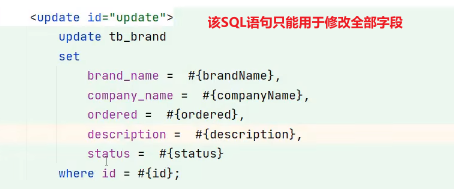 <update id="update">
该SQL语句只能用于修改全部字段
update tb_brand
set
brand_name = #{brandName},
company_name = #{companyName},
ordered = #{ordered},
description = #{description},
status = #{status}
where id = #{id};